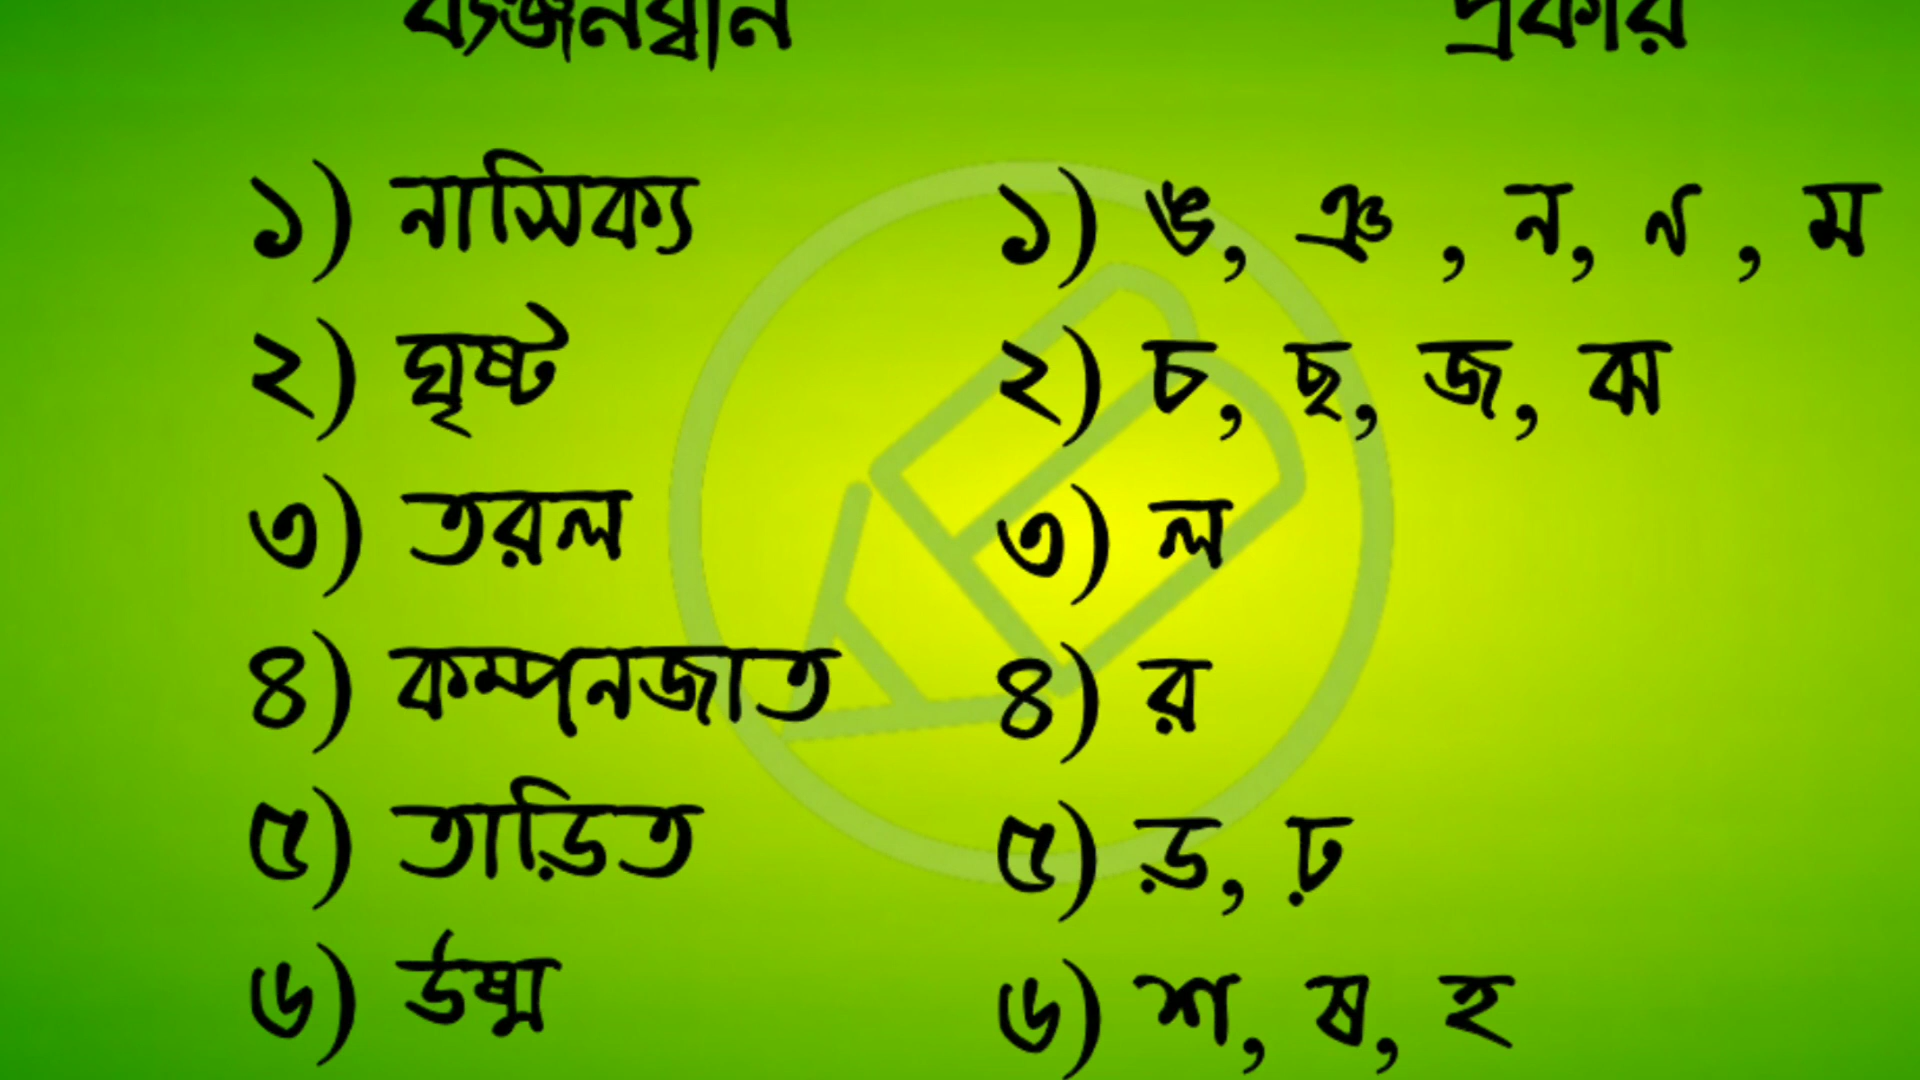 ব্যঞ্জনধ্বনি প্রকার
১) নাসিক্য ১) ঙ, ঞ , ন, ণ , ম
২) ঘৃষ্ট ২) চ, ছ, জ, ঝ
৩) তরল ৩) ল
৪) কম্পনজাত ৪) র
৫) তাড়িত ৫) ড়, ঢ়
৬) উষ্ম ৬) শ, ষ, হ